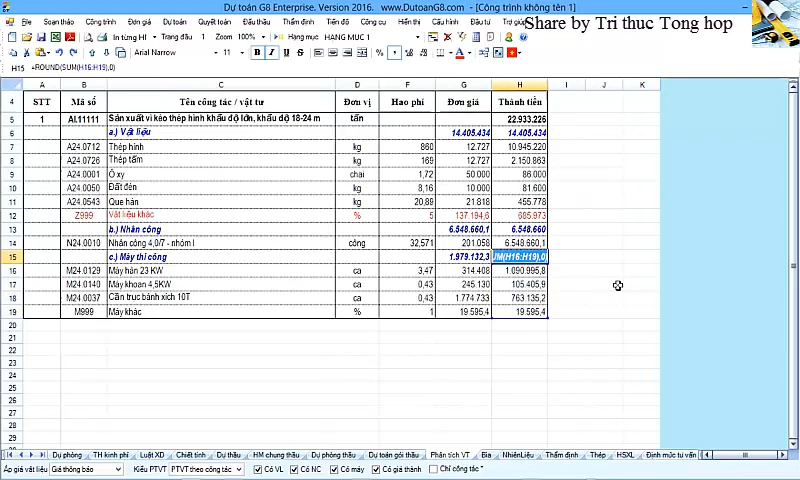 Dự toán G8 Enterprise. Version 2016. www.DutoanG8.com - [Công trình không tên 1]
Share by Tri thuc Tong hop
File Soạn thảo Công trình Đơn giá Dự toán Quyết toán Đấu thầu Thẩm định Tiến độ Công cụ Hiển thị Đầu tư Trợ giúp
In từng HM Trang đầu 1 Zoom 100% Hạng mục HẠNG MỤC 1
Arial Narrow 11 B I U
H15 =ROUND(SUM(H16:H19),0)
A B C D E F G H I J K
4 STT Mã số Tên công tác / vật tư Đơn vị Hao phí Đơn giá Thành tiền
5 1 AI.11111 Sản xuất vì kèo thép hình khẩu độ lớn, khẩu độ 18-24 m tấn 22.933.226
6 a.) Vật liệu 14.405.434 14.405.434
7 A24.0712 Thép hình kg 860 12.727 10.945.220
8 A24.0726 Thép tấm kg 169 12.727 2.150.863
9 A24.0001 Ô xy chai 1,72 50.000 86.000
10 A24.0050 Đất đèn kg 8,16 10.000 81.600
11 A24.0543 Que hàn kg 20,89 21.818 455.778
12 Z999 Vật liệu khác % 5 137.194,6 685.973
13 b.) Nhân công 6.548.660,1 6.548.660
14 N24.0010 Nhân công 4,0/7 - nhóm I công 32,571 201.058 6.548.660,1
15 c.) Máy thi công 1.979.132,3 JM(H16:H19),0)
16 M24.0129 Máy hàn 23 KW ca 3,47 314.408 1.090.995,8
17 M24.0140 Máy khoan 4,5KW ca 0,43 245.130 105.405,9
18 M24.0037 Cần trục bánh xích 10T ca 0,43 1.774.733 763.135,2
19 M999 Máy khác % 1 19.595,4 19.595,4
20
21
22
23
24
25
26
27
28
29
Dự phòng TH kinh phí Luật XD Chiết tính Dự thầu HM chung thầu Dự phòng thầu Dự toán gói thầu Phân tích VT Bìa NhiênLiệu Thẩm định Thép HSXL Định mức tư vấn
Áp giá vật liệu Giá thông báo Kiểu PTVT PTVT theo công tác Có VL Có NC Có máy Có giá thành Chỉ công tác *